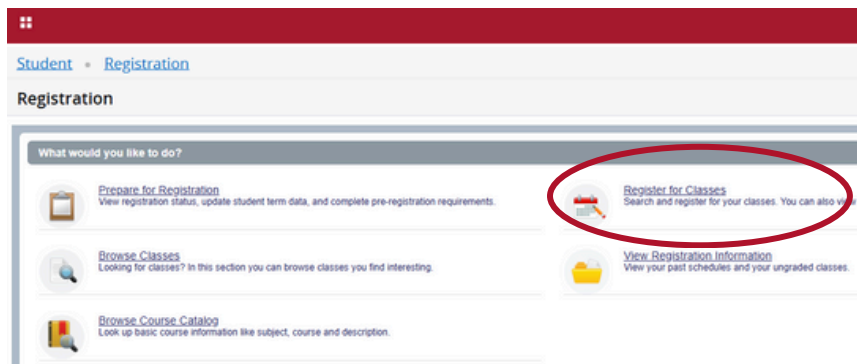 Student Registration
Registration
What would you like to do?
Prepare for Registration
View registration status, update student term data, and complete pre-registration requirements.
Register for Classes
Search and register for your classes. You can also view
Browse Classes
Looking for classes? In this section you can browse classes you find interesting.
View Registration Information
View your past schedules and your ungraded classes.
Browse Course Catalog
Look up basic course information like subject, course and description.